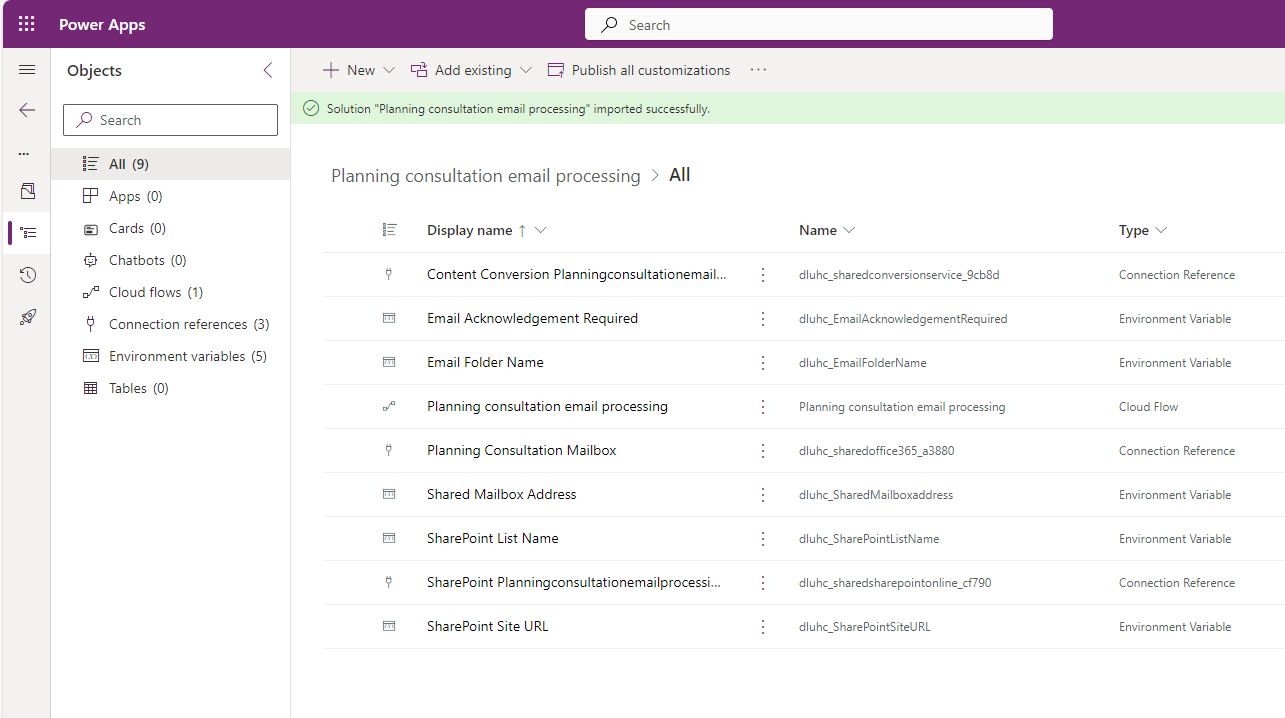 Power Apps
Search
Objects
New
Add existing
Publish all customizations
Solution "Planning consultation email processing" imported successfully.
Search
All (9)
Apps (0)
Cards (0)
Chatbots (0)
Cloud flows (1)
Connection references (3)
Environment variables (5)
Tables (0)
Planning consultation email processing > All
Display name ↑ Name Type
Content Conversion Planningconsultationemail... dluhc_sharedconversionservice_9cb8d Connection Reference
Email Acknowledgement Required dluhc_EmailAcknowledgementRequired Environment Variable
Email Folder Name dluhc_EmailFolderName Environment Variable
Planning consultation email processing Planning consultation email processing Cloud Flow
Planning Consultation Mailbox dluhc_sharedoffice365_a3880 Connection Reference
Shared Mailbox Address dluhc_SharedMailboxaddress Environment Variable
SharePoint List Name dluhc_SharePointListName Environment Variable
SharePoint Planningconsultationemailprocessi... dluhc_sharedsharepointonline_cf790 Connection Reference
SharePoint Site URL dluhc_SharePointSiteURL Environment Variable